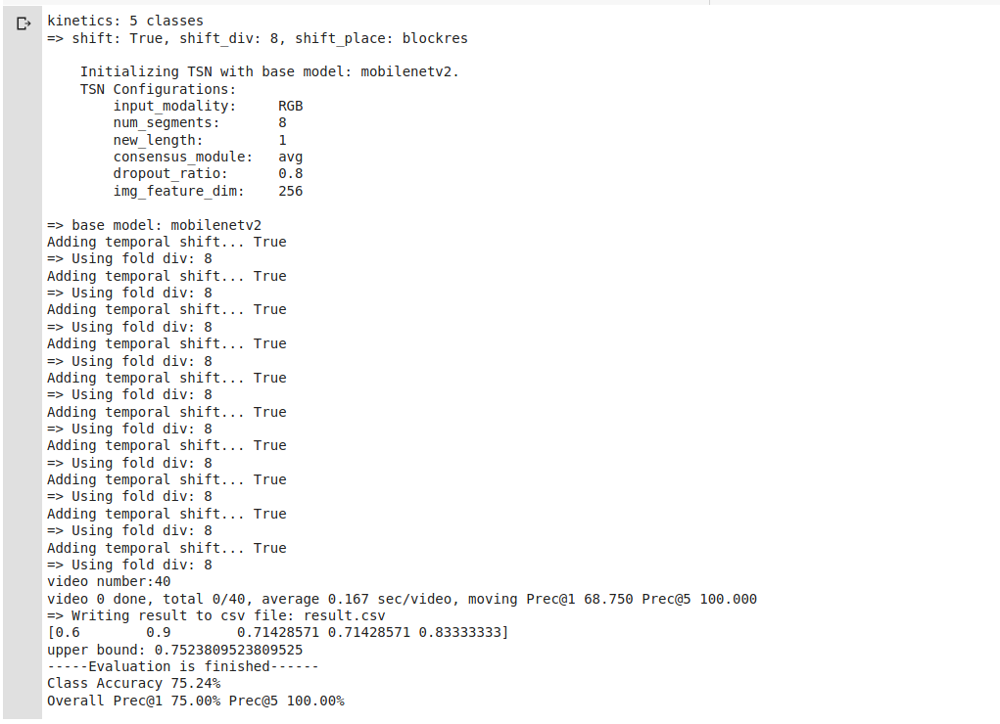 kinetics: 5 classes
=> shift: True, shift_div: 8, shift_place: blockres
Initializing TSN with base model: mobilenetv2.
TSN Configurations:
input_modality: RGB
num_segments: 8
new_length: 1
consensus_module: avg
dropout_ratio: 0.8
img_feature_dim: 256
=> base model: mobilenetv2
Adding temporal shift... True
=> Using fold div: 8
Adding temporal shift... True
=> Using fold div: 8
Adding temporal shift... True
=> Using fold div: 8
Adding temporal shift... True
=> Using fold div: 8
Adding temporal shift... True
=> Using fold div: 8
Adding temporal shift... True
=> Using fold div: 8
Adding temporal shift... True
=> Using fold div: 8
Adding temporal shift... True
=> Using fold div: 8
Adding temporal shift... True
=> Using fold div: 8
Adding temporal shift... True
=> Using fold div: 8
video number:40
video 0 done, total 0/40, average 0.167 sec/video, moving Prec@1 68.750 Prec@5 100.000
=> Writing result to csv file: result.csv
[0.6 0.9 0.71428571 0.71428571 0.83333333]
upper bound: 0.7523809523809525
-----Evaluation is finished------
Class Accuracy 75.24%
Overall Prec@1 75.00% Prec@5 100.00%